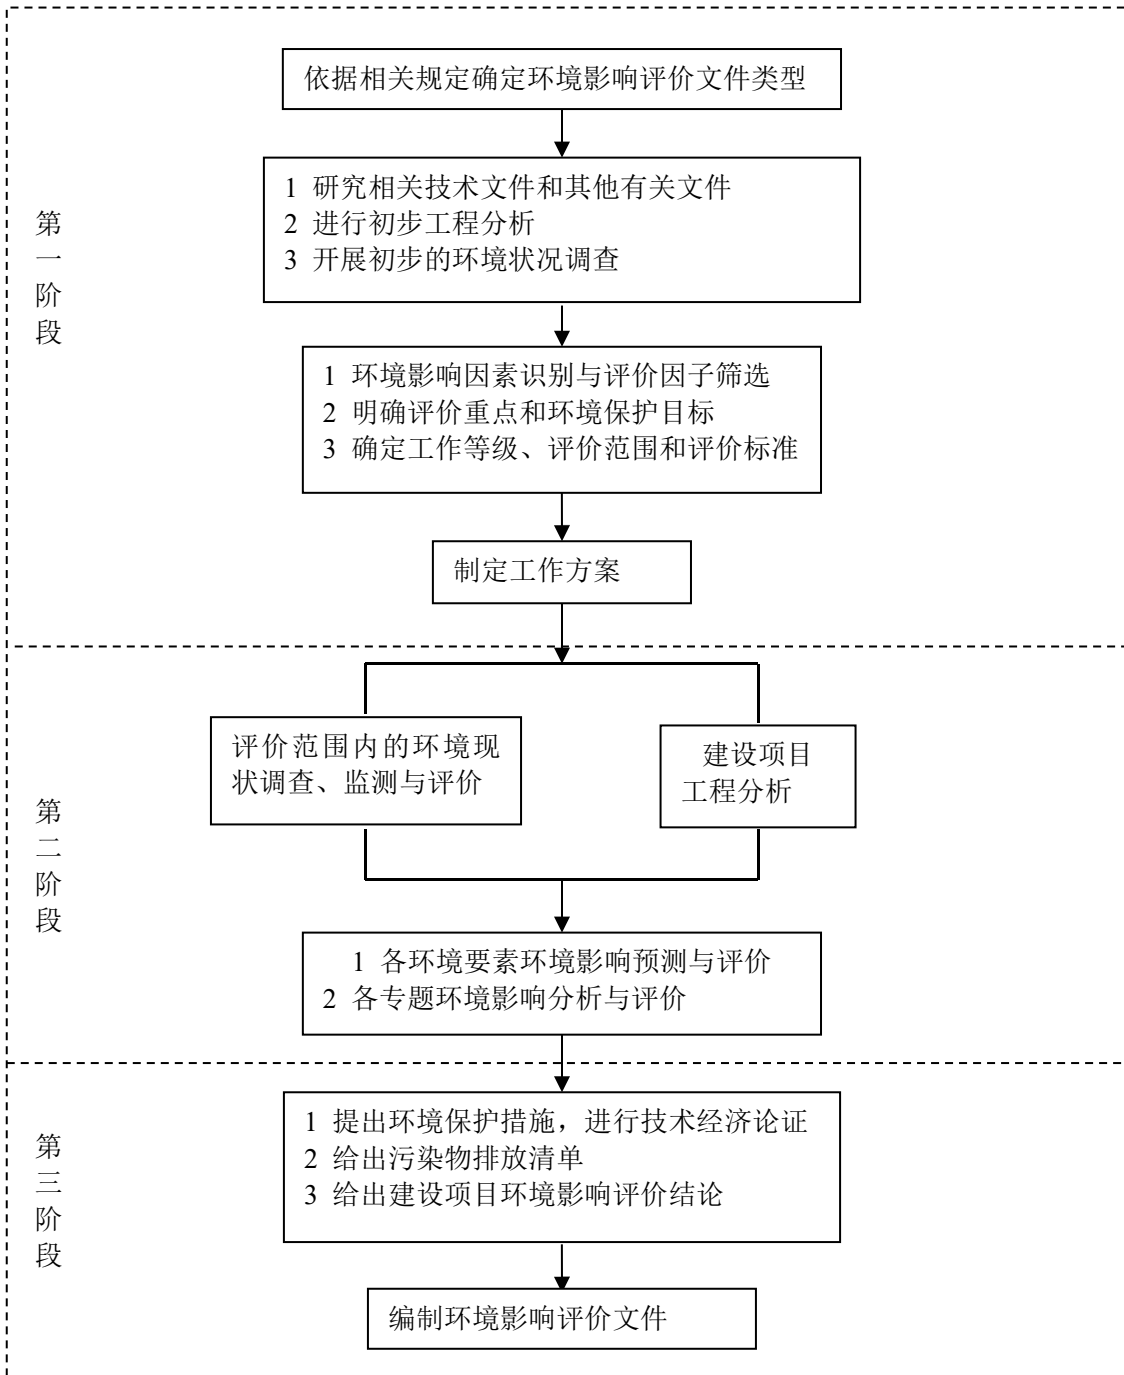 依据相关规定确定环境影响评价文件类型
第一阶段
1 研究相关技术文件和其他有关文件
2 进行初步工程分析
3 开展初步的环境状况调查
1 环境影响因素识别与评价因子筛选
2 明确评价重点和环境保护目标
3 确定工作等级、评价范围和评价标准
制定工作方案
第二阶段
评价范围内的环境现
状调查、监测与评价
建设项目
工程分析
1 各环境要素环境影响预测与评价
2 各专题环境影响分析与评价
第三阶段
1 提出环境保护措施，进行技术经济论证
2 给出污染物排放清单
3 给出建设项目环境影响评价结论
编制环境影响评价文件